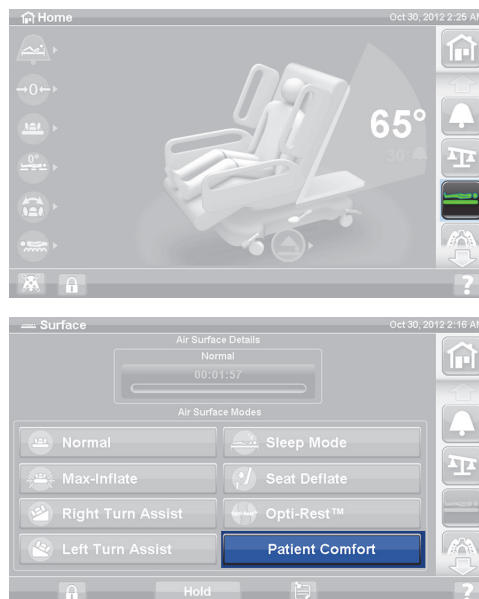 Home
Oct 30, 2012 2:25 AM
→0←
65°
30°
0°
?
Surface
Oct 30, 2012 2:16 AM
Air Surface Details
Normal
00:01:57
Air Surface Modes
Normal
Sleep Mode
Max-Inflate
Seat Deflate
Right Turn Assist
Opti-Rest™
Left Turn Assist
Patient Comfort
Hold
?